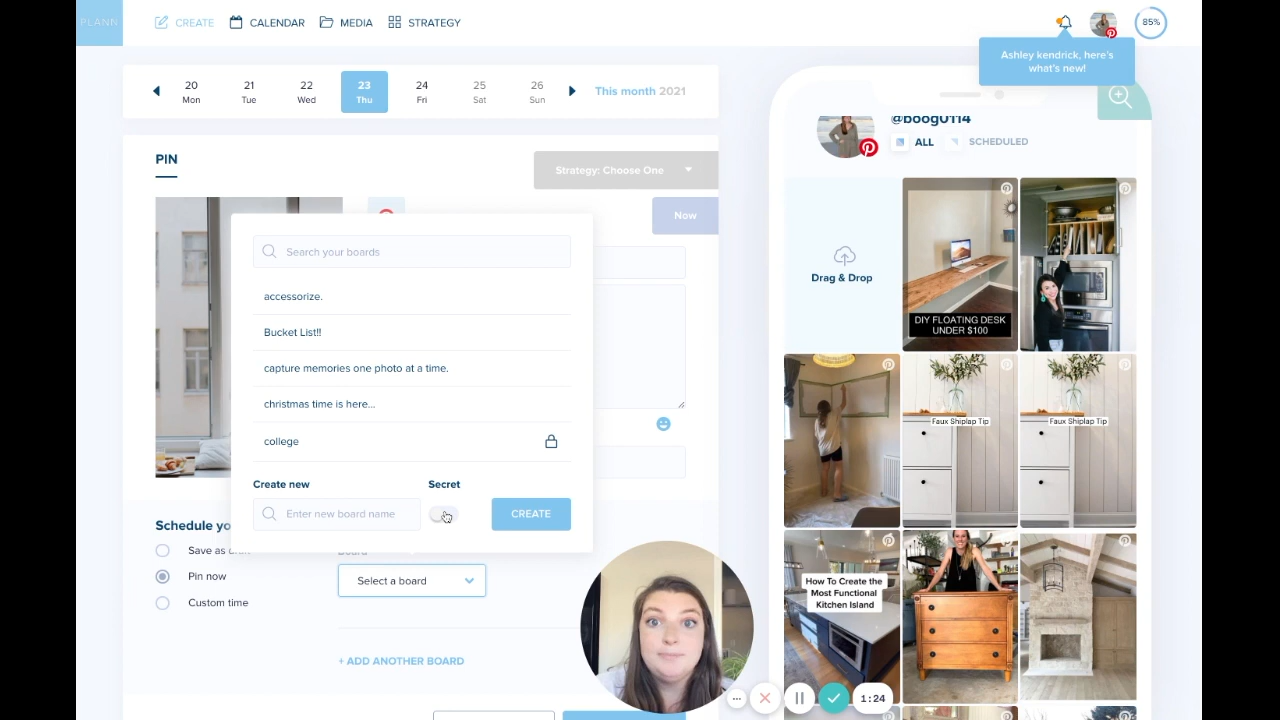 PLANN
CREATE
CALENDAR
MEDIA
STRATEGY
85%
Ashley kendrick, here's
what's new!
20
Mon
21
Tue
22
Wed
23
Thu
24
Fri
25
Sat
26
Sun
This month 2021
PIN
Strategy: Choose One
Now
Search your boards
accessorize.
Bucket List!!
capture memories one photo at a time.
christmas time is here...
college
Create new
Secret
Enter new board name
CREATE
Schedule yo
Save as
Board
Pin now
Select a board
Custom time
+ ADD ANOTHER BOARD
@boog0114
ALL
SCHEDULED
Drag & Drop
DIY FLOATING DESK
UNDER $100
Faux Shiplap Tip
Faux Shiplap Tip
How To Create the
Most Functional
Kitchen Island
1:24